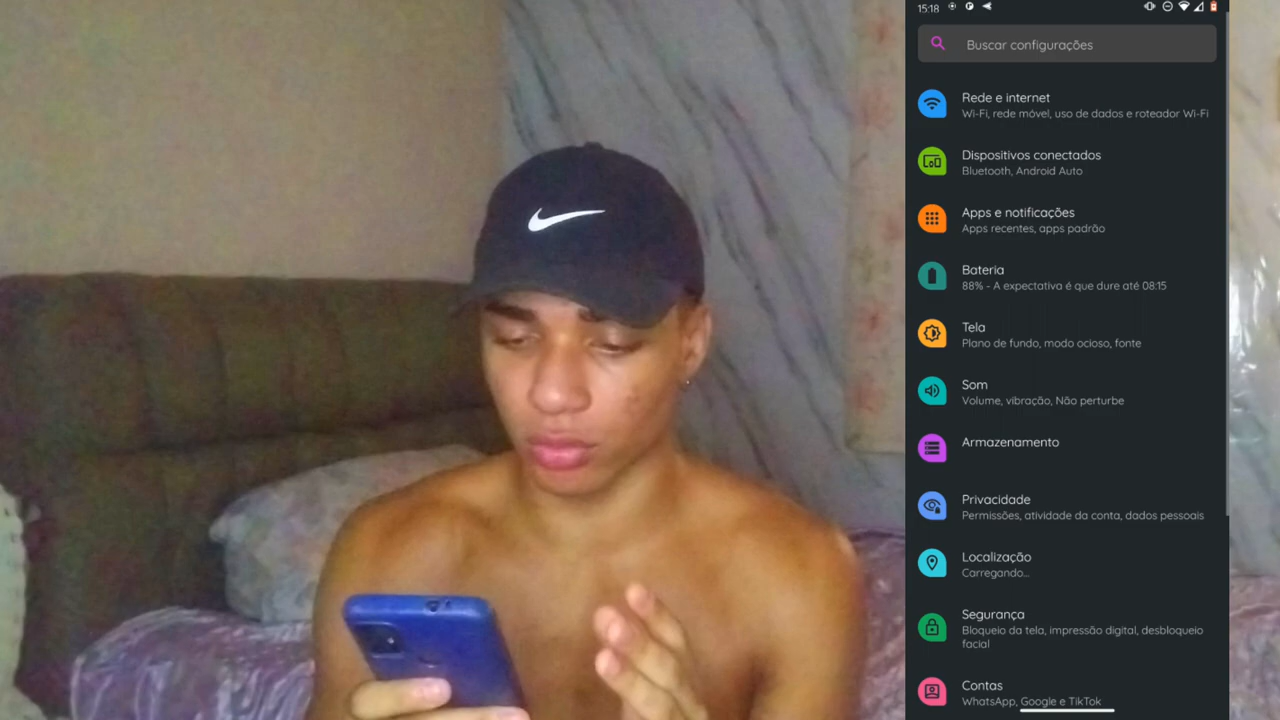 15:18
Buscar configurações
Rede e internet
Wi-Fi, rede móvel, uso de dados e roteador Wi-Fi
Dispositivos conectados
Bluetooth, Android Auto
Apps e notificações
Apps recentes, apps padrão
Bateria
88% - A expectativa é que dure até 08:15
Tela
Plano de fundo, modo ocioso, fonte
Som
Volume, vibração, Não perturbe
Armazenamento
Privacidade
Permissões, atividade da conta, dados pessoais
Localização
Carregando...
Segurança
Bloqueio da tela, impressão digital, desbloqueio
facial
Contas
WhatsApp, Google e TikTok